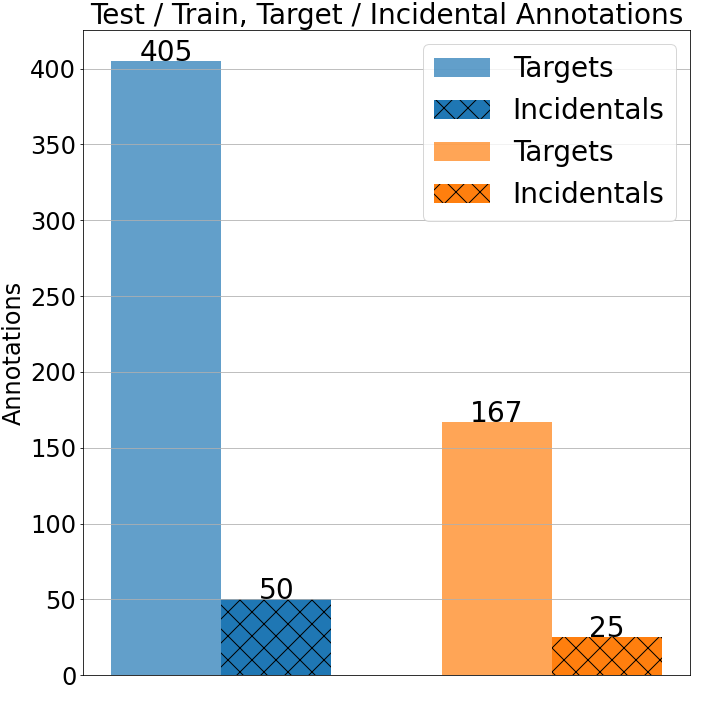 Test / Train, Target / Incidental Annotations
405
400
Targets
Incidentals
350
Targets
Incidentals
300
250
Annotations
200
167
150
100
50
50
25
0